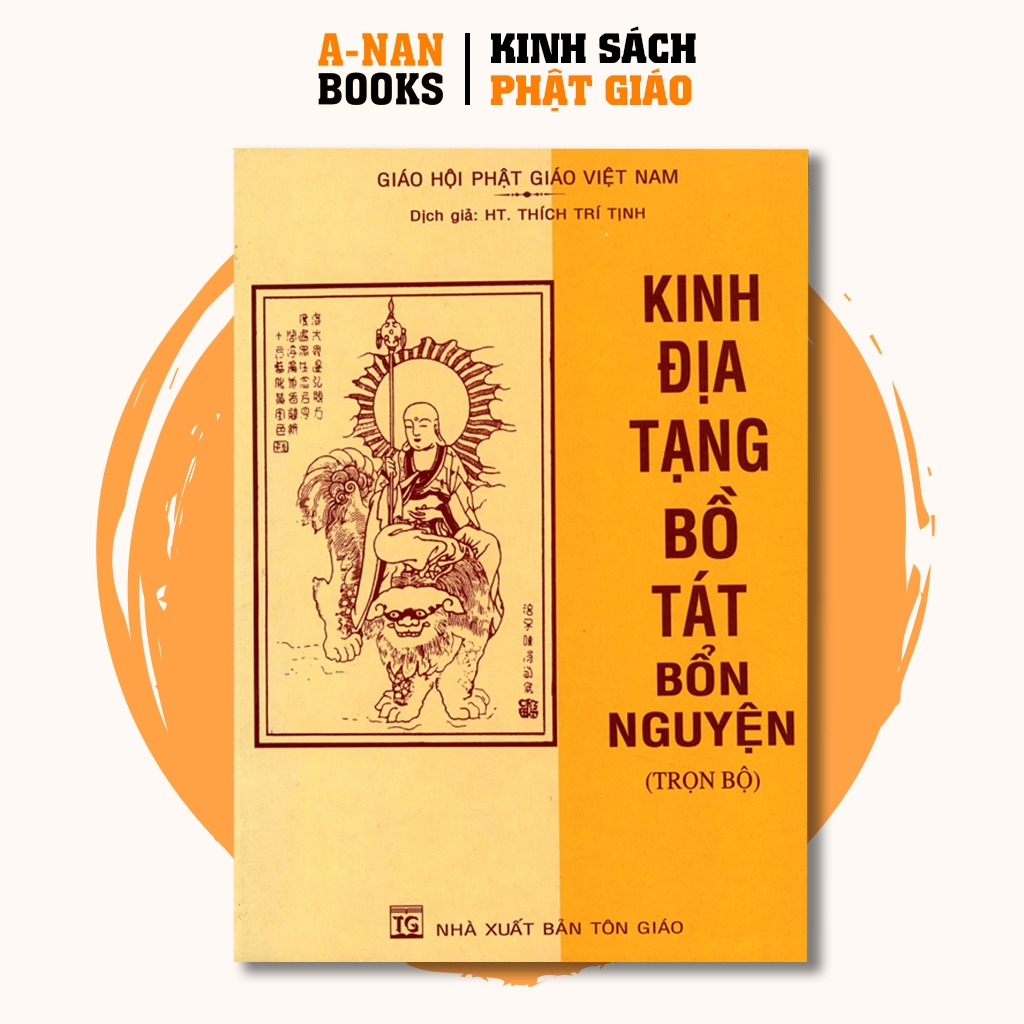 A-NAN
BOOKS
KINH SÁCH
PHẬT GIÁO
GIÁO HỘI PHẬT GIÁO VIỆT NAM
Dịch giả: HT. THÍCH TRÍ TỊNH
KINH
ĐỊA
TẠNG
BỒ
TÁT
BỔN
NGUYỆN
(TRỌN BỘ)
TG
NHÀ XUẤT BẢN TÔN GIÁO